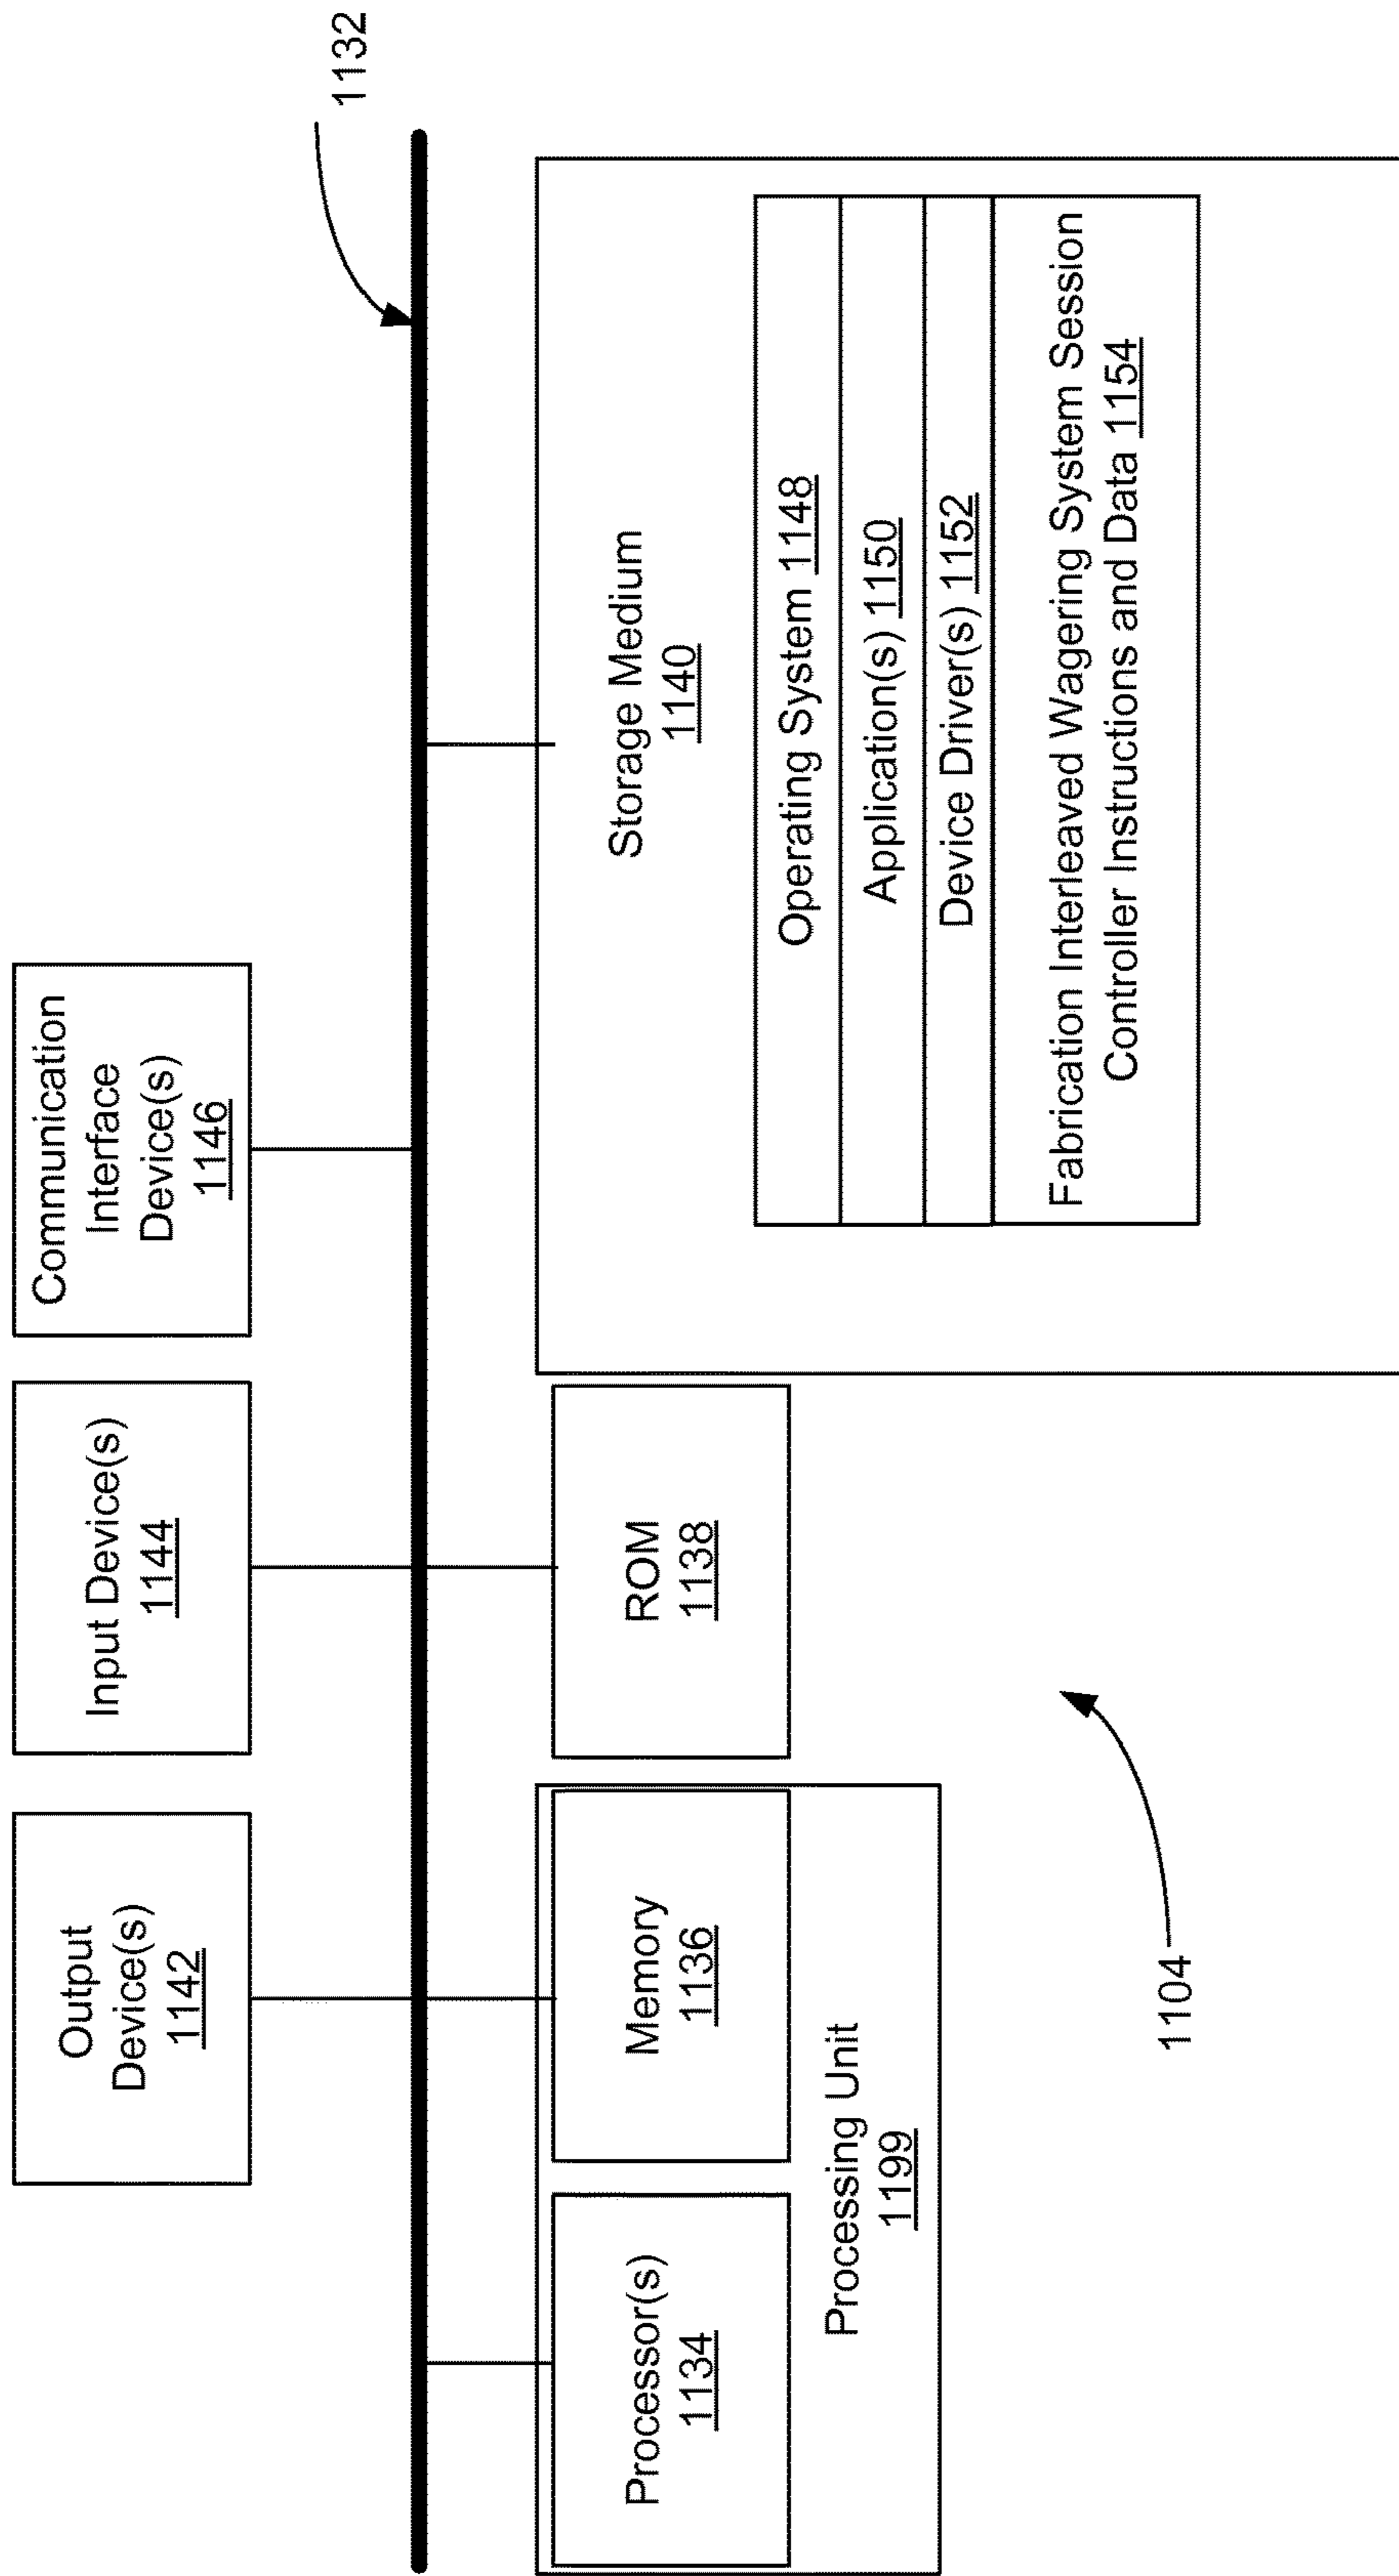 Output
Device(s)
1142
Input Device(s)
1144
Communication
Interface
Device(s)
1146
1132
Processor(s)
1134
Memory
1136
Processing Unit
1199
ROM
1138
Storage Medium
1140
Operating System 1148
Application(s) 1150
Device Driver(s) 1152
Fabrication Interleaved Wagering System Session
Controller Instructions and Data 1154
1104